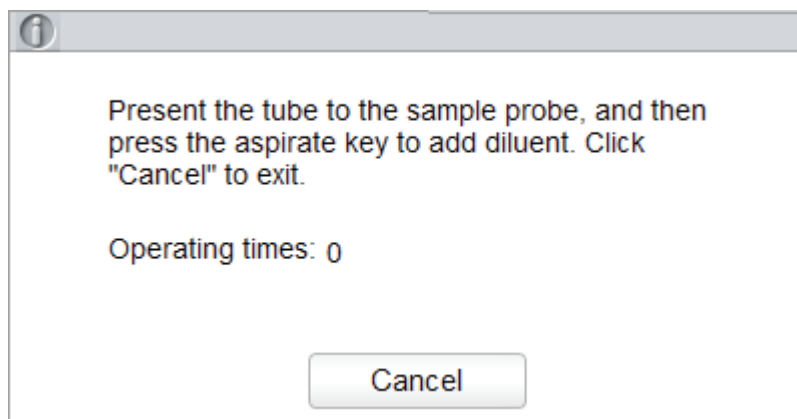 Present the tube to the sample probe, and then
press the aspirate key to add diluent. Click
"Cancel" to exit.
Operating times: 0
Cancel